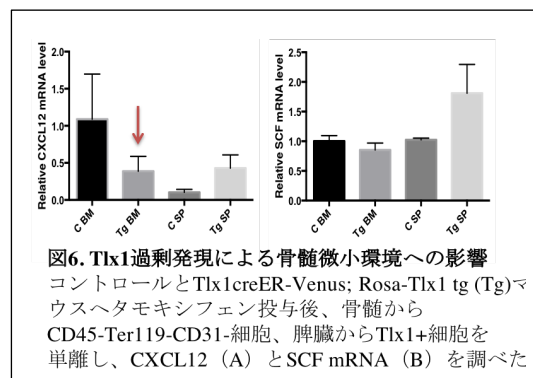 Relative CXCL12 mRNA level
2.0
1.5
1.0
0.5
0.0
C BM
Tg BM
C SP
Tg SP
Relative SCF mRNA level
2.5
2.0
1.5
1.0
0.5
0.0
C BM
Tg BM
C SP
Tg SP
図6. Tlx1過剰発現による骨髄微小環境への影響
コントロールとTlx1creER-Venus; Rosa-Tlx1 tg (Tg)マ
ウスへタモキシフェン投与後、骨髄から
CD45-Ter119-CD31-細胞、脾臓からTlx1+細胞を
単離し、CXCL12（A）とSCF mRNA（B）を調べた